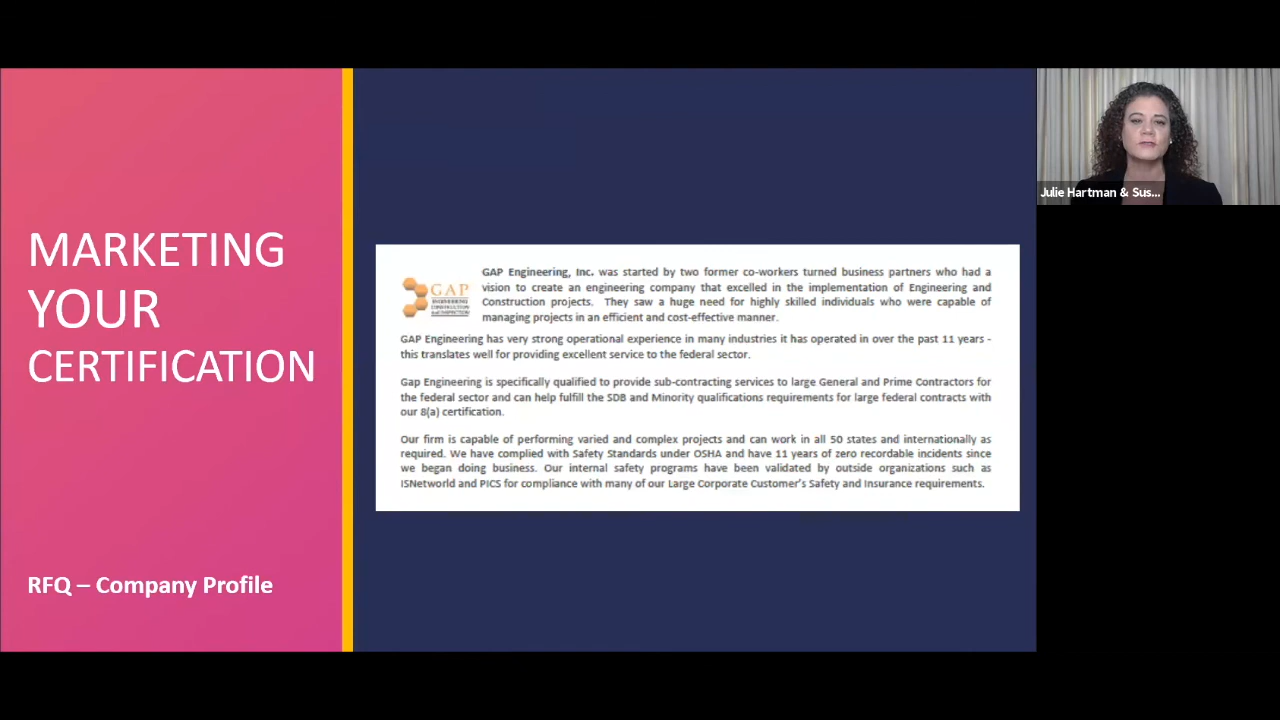 MARKETING
YOUR
CERTIFICATION
RFQ – Company Profile
GAP
ENGINEERING
CONSTRUCTION
GAP Engineering, Inc. was started by two former co-workers turned business partners who had a
vision to create an engineering company that excelled in the implementation of Engineering and
Construction projects. They saw a huge need for highly skilled individuals who were capable of
managing projects in an efficient and cost-effective manner.
GAP Engineering has very strong operational experience in many industries it has operated in over the past 11 years -
this translates well for providing excellent service to the federal sector.
Gap Engineering is specifically qualified to provide sub-contracting services to large General and Prime Contractors for
the federal sector and can help fulfill the SDB and Minority qualifications requirements for large federal contracts with
our 8(a) certification.
Our firm is capable of performing varied and complex projects and can work in all 50 states and internationally as
required. We have complied with Safety Standards under OSHA and have 11 years of zero recordable incidents since
we began doing business. Our internal safety programs have been validated by outside organizations such as
ISNetworld and PICS for compliance with many of our Large Corporate Customer's Safety and Insurance requirements.
Julie Hartman & Sus...